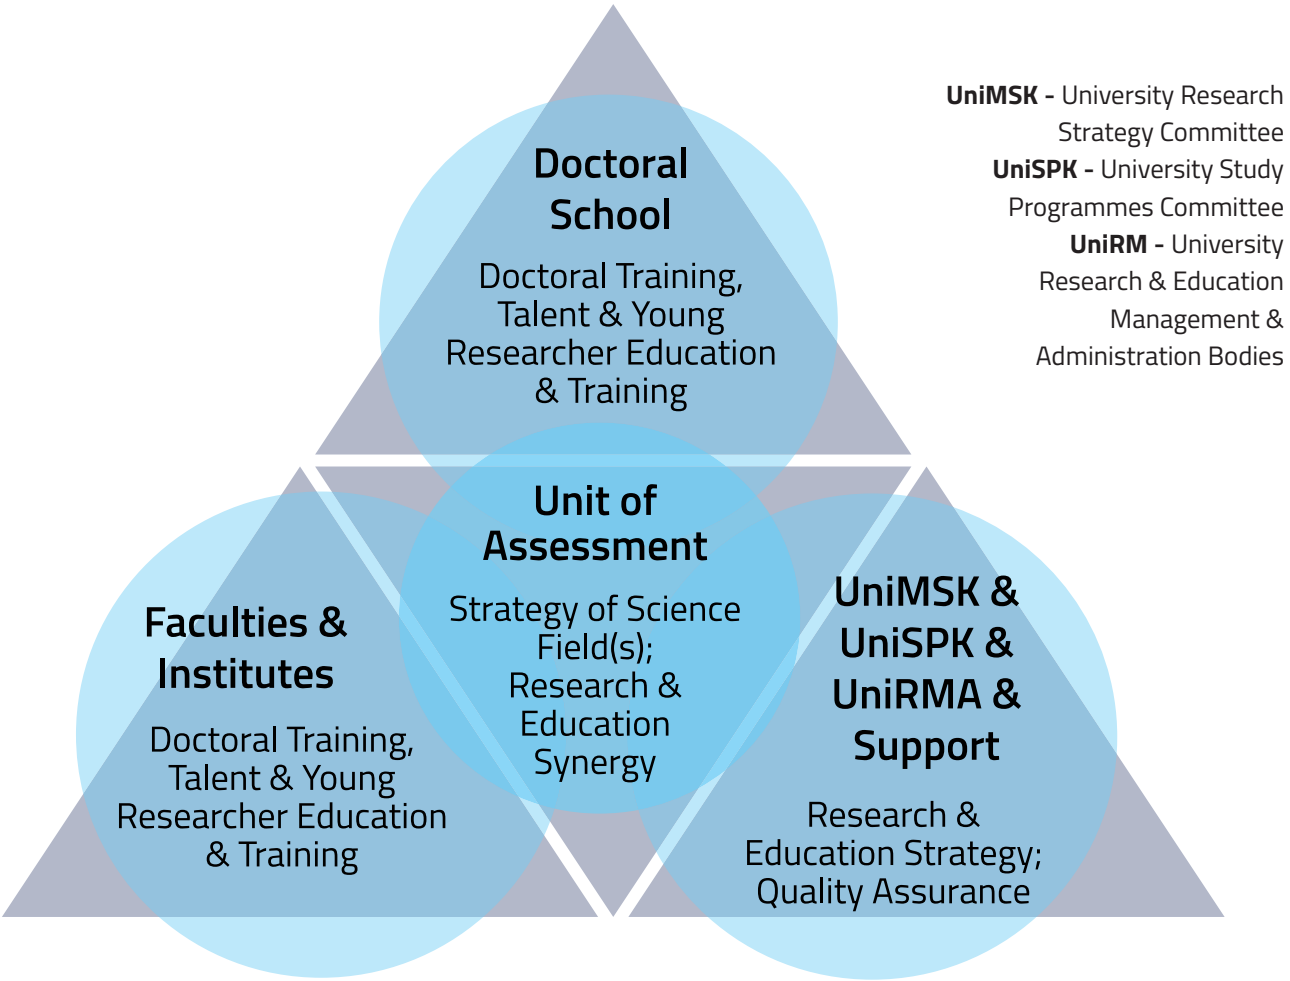 Doctoral
School
Doctoral Training,
Talent & Young
Researcher Education
& Training
UniMSK - University Research
Strategy Committee
UniSPK - University Study
Programmes Committee
UniRM - University
Research & Education
Management &
Administration Bodies
Unit of
Assessment
Strategy of Science
Field(s);
Research &
Education
Synergy
Faculties &
Institutes
Doctoral Training,
Talent & Young
Researcher Education
& Training
UniMSK &
UniSPK &
UniRMA &
Support
Research &
Education Strategy;
Quality Assurance